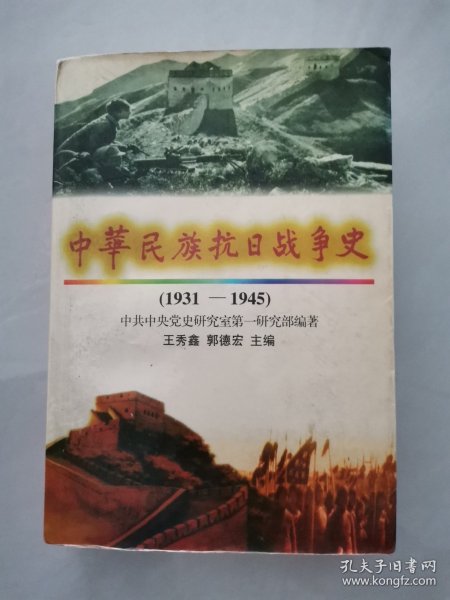 中華民族抗日战争史
(1931 — 1945)
中共中央党史研究室第一研究部编著
王秀鑫 郭德宏 主编
孔夫子旧书网
www.kongfz.com